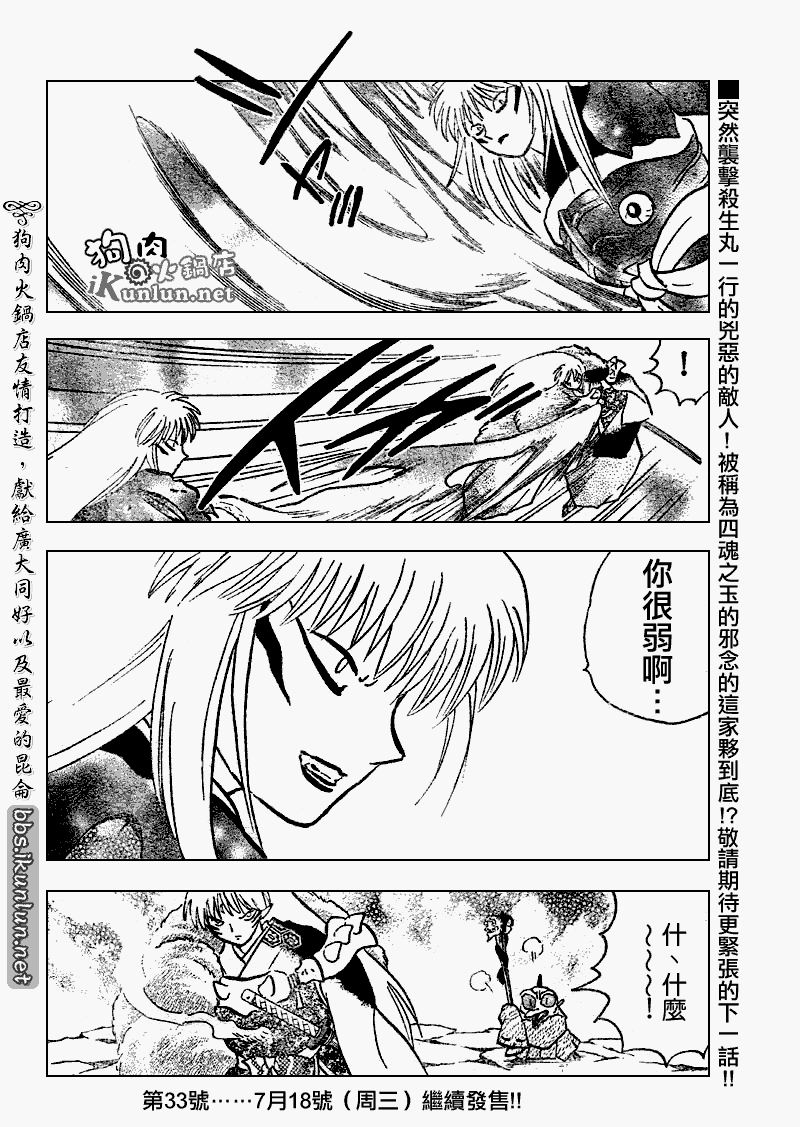 ■突然襲擊殺生丸一行的兇惡的敵人！被稱為四魂之玉的邪念的這家夥到底!?敬請期待更緊張的下一話!!
狗肉
火鍋店
iKunlun.net
！
你很弱啊…
什、什麼
～～～！
第33號……7月18號（周三）繼續發售!!
狗肉火鍋店友情打造，獻給廣大同好以及最愛的昆侖
bbs.ikunlun.net